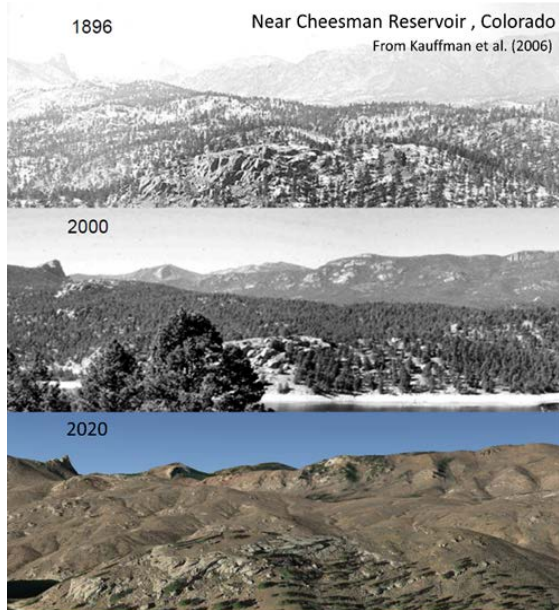 1896
Near Cheesman Reservoir , Colorado
From Kauffman et al. (2006)
2000
2020